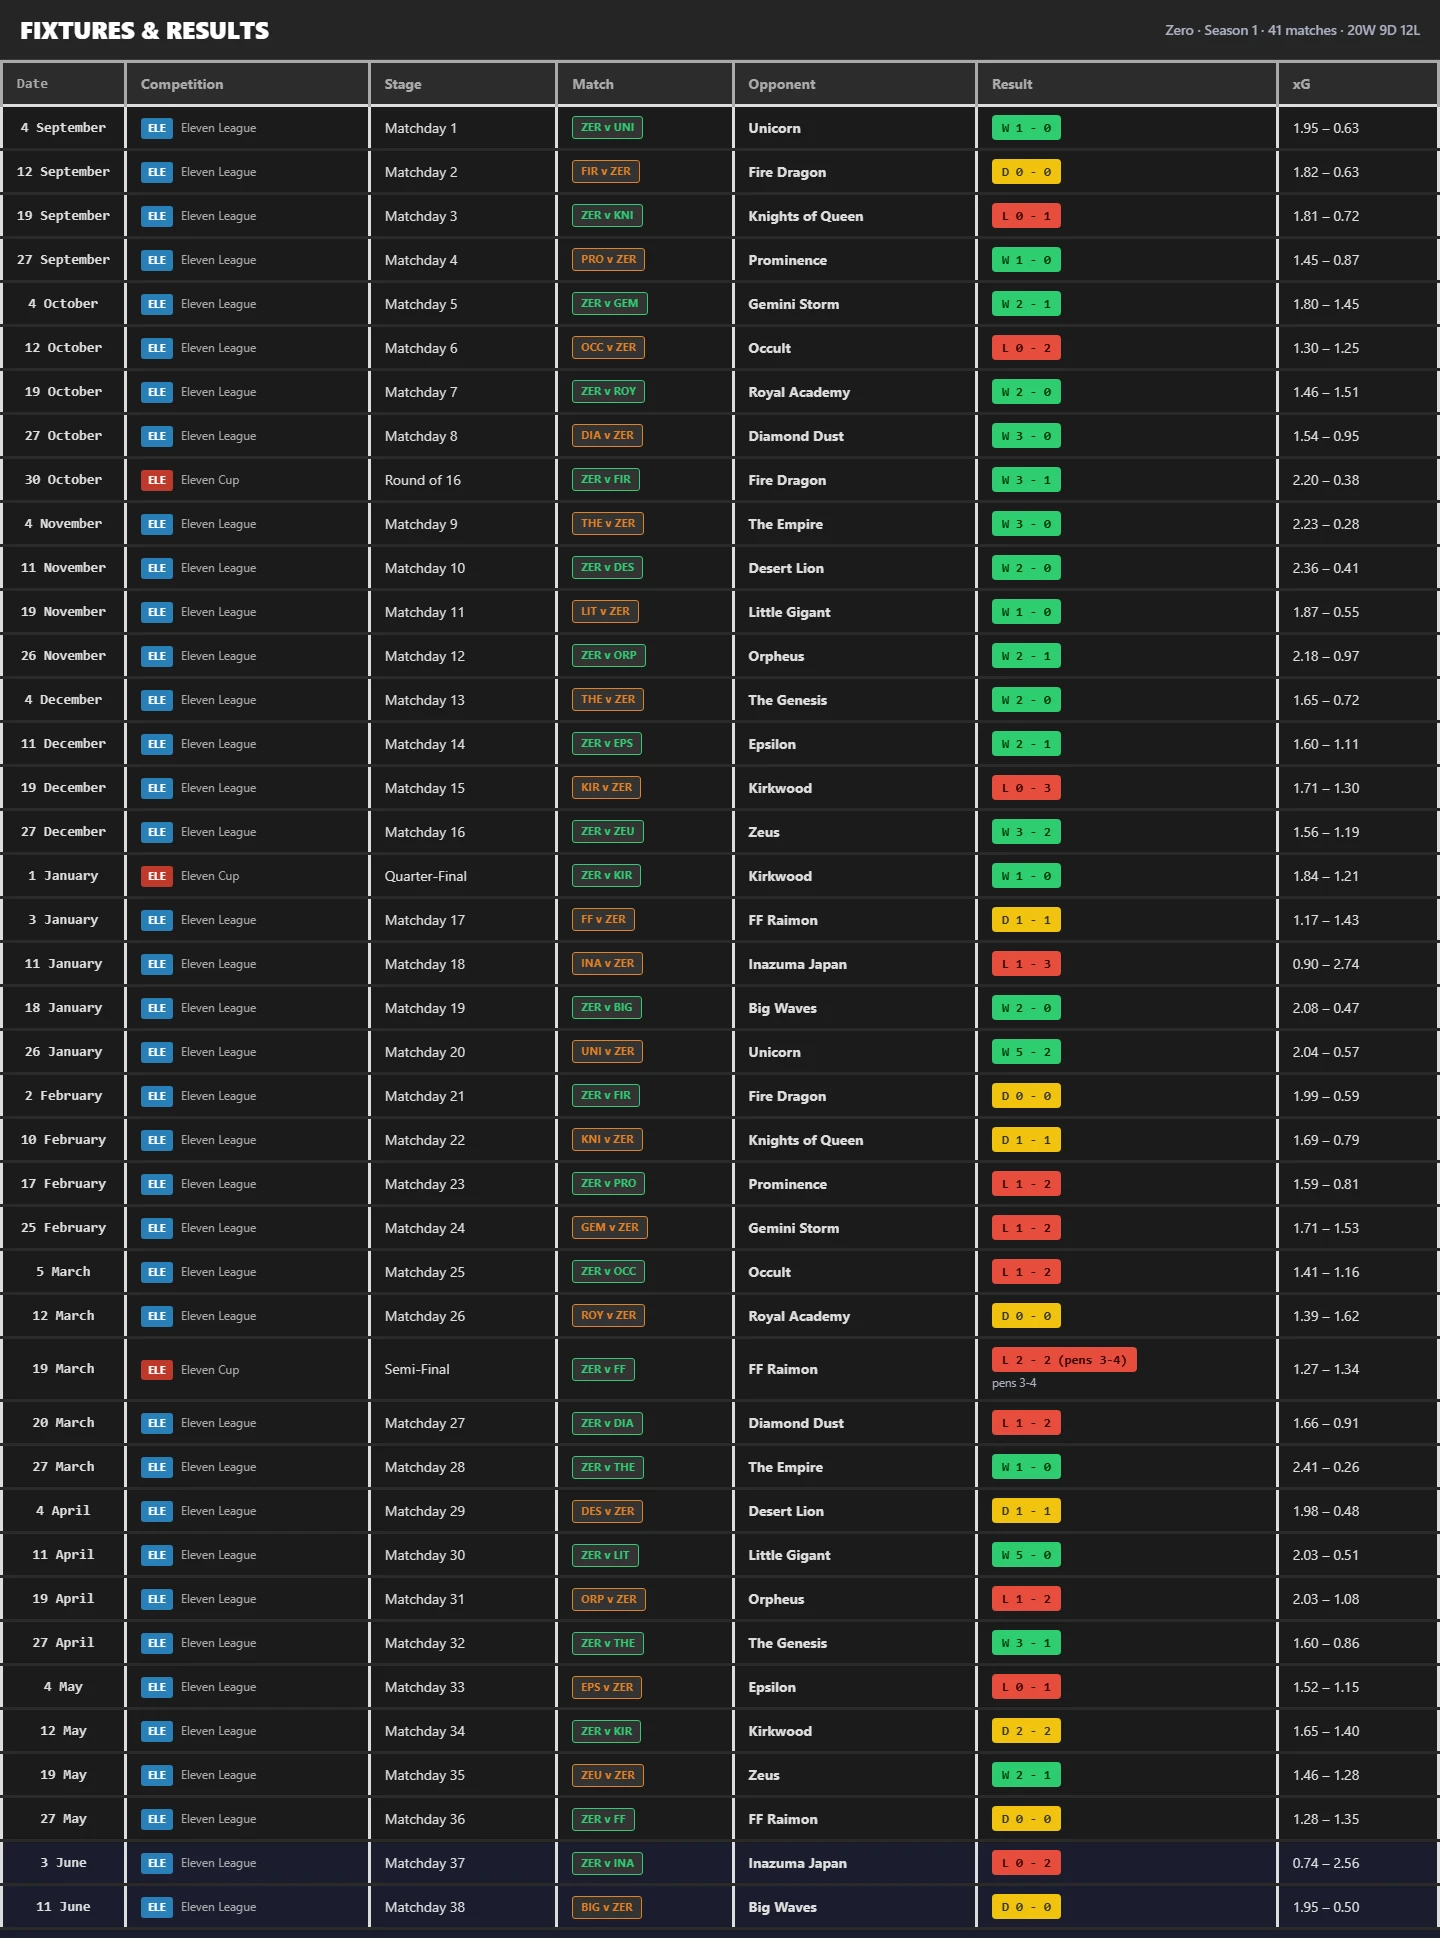 FIXTURES & RESULTS
Zero · Season 1 · 41 matches · 20W 9D 12L
Date Competition Stage Match Opponent Result xG
4 September ELE Eleven League Matchday 1 ZER v UNI Unicorn W 1 - 0 1.95 – 0.63
12 September ELE Eleven League Matchday 2 FIR v ZER Fire Dragon D 0 - 0 1.82 – 0.63
19 September ELE Eleven League Matchday 3 ZER v KNI Knights of Queen L 0 - 1 1.81 – 0.72
27 September ELE Eleven League Matchday 4 PRO v ZER Prominence W 1 - 0 1.45 – 0.87
4 October ELE Eleven League Matchday 5 ZER v GEM Gemini Storm W 2 - 1 1.80 – 1.45
12 October ELE Eleven League Matchday 6 OCC v ZER Occult L 0 - 2 1.30 – 1.25
19 October ELE Eleven League Matchday 7 ZER v ROY Royal Academy W 2 - 0 1.46 – 1.51
27 October ELE Eleven League Matchday 8 DIA v ZER Diamond Dust W 3 - 0 1.54 – 0.95
30 October ELE Eleven Cup Round of 16 ZER v FIR Fire Dragon W 3 - 1 2.20 – 0.38
4 November ELE Eleven League Matchday 9 THE v ZER The Empire W 3 - 0 2.23 – 0.28
11 November ELE Eleven League Matchday 10 ZER v DES Desert Lion W 2 - 0 2.36 – 0.41
19 November ELE Eleven League Matchday 11 LIT v ZER Little Gigant W 1 - 0 1.87 – 0.55
26 November ELE Eleven League Matchday 12 ZER v ORP Orpheus W 2 - 1 2.18 – 0.97
4 December ELE Eleven League Matchday 13 THE v ZER The Genesis W 2 - 0 1.65 – 0.72
11 December ELE Eleven League Matchday 14 ZER v EPS Epsilon W 2 - 1 1.60 – 1.11
19 December ELE Eleven League Matchday 15 KIR v ZER Kirkwood L 0 - 3 1.71 – 1.30
27 December ELE Eleven League Matchday 16 ZER v ZEU Zeus W 3 - 2 1.56 – 1.19
1 January ELE Eleven Cup Quarter-Final ZER v KIR Kirkwood W 1 - 0 1.84 – 1.21
3 January ELE Eleven League Matchday 17 FF v ZER FF Raimon D 1 - 1 1.17 – 1.43
11 January ELE Eleven League Matchday 18 INA v ZER Inazuma Japan L 1 - 3 0.90 – 2.74
18 January ELE Eleven League Matchday 19 ZER v BIG Big Waves W 2 - 0 2.08 – 0.47
26 January ELE Eleven League Matchday 20 UNI v ZER Unicorn W 5 - 2 2.04 – 0.57
2 February ELE Eleven League Matchday 21 ZER v FIR Fire Dragon D 0 - 0 1.99 – 0.59
10 February ELE Eleven League Matchday 22 KNI v ZER Knights of Queen D 1 - 1 1.69 – 0.79
17 February ELE Eleven League Matchday 23 ZER v PRO Prominence L 1 - 2 1.59 – 0.81
25 February ELE Eleven League Matchday 24 GEM v ZER Gemini Storm L 1 - 2 1.71 – 1.53
5 March ELE Eleven League Matchday 25 ZER v OCC Occult L 1 - 2 1.41 – 1.16
12 March ELE Eleven League Matchday 26 ROY v ZER Royal Academy D 0 - 0 1.39 – 1.62
19 March ELE Eleven Cup Semi-Final ZER v FF FF Raimon L 2 - 2 (pens 3-4) 1.27 – 1.34
pens 3-4
20 March ELE Eleven League Matchday 27 ZER v DIA Diamond Dust L 1 - 2 1.66 – 0.91
27 March ELE Eleven League Matchday 28 ZER v THE The Empire W 1 - 0 2.41 – 0.26
4 April ELE Eleven League Matchday 29 DES v ZER Desert Lion D 1 - 1 1.98 – 0.48
11 April ELE Eleven League Matchday 30 ZER v LIT Little Gigant W 5 - 0 2.03 – 0.51
19 April ELE Eleven League Matchday 31 ORP v ZER Orpheus L 1 - 2 2.03 – 1.08
27 April ELE Eleven League Matchday 32 ZER v THE The Genesis W 3 - 1 1.60 – 0.86
4 May ELE Eleven League Matchday 33 EPS v ZER Epsilon L 0 - 1 1.52 – 1.15
12 May ELE Eleven League Matchday 34 ZER v KIR Kirkwood D 2 - 2 1.65 – 1.40
19 May ELE Eleven League Matchday 35 ZEU v ZER Zeus W 2 - 1 1.46 – 1.28
27 May ELE Eleven League Matchday 36 ZER v FF FF Raimon D 0 - 0 1.28 – 1.35
3 June ELE Eleven League Matchday 37 ZER v INA Inazuma Japan L 0 - 2 0.74 – 2.56
11 June ELE Eleven League Matchday 38 BIG v ZER Big Waves D 0 - 0 1.95 – 0.50